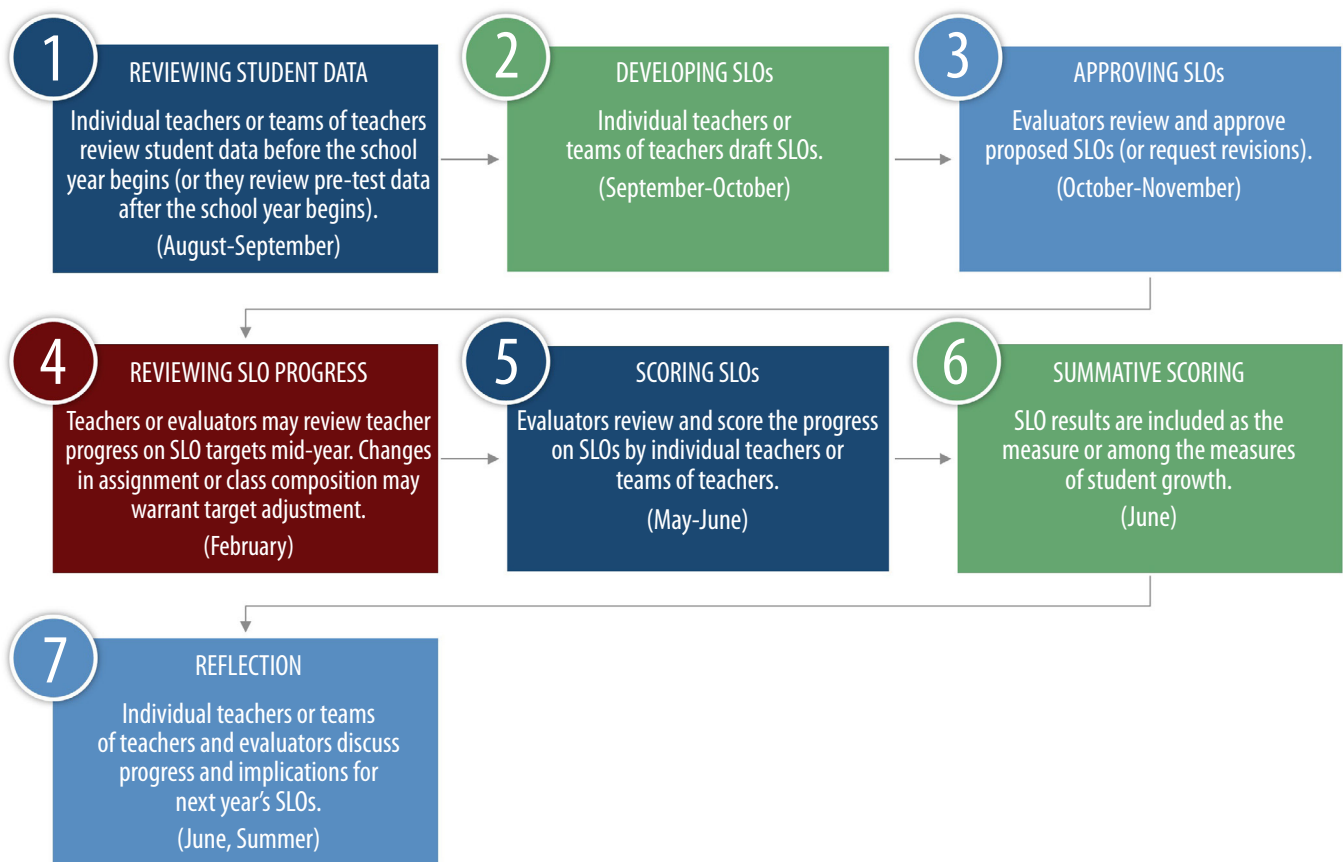 1
REVIEWING STUDENT DATA
Individual teachers or teams of teachers
review student data before the school
year begins (or they review pre-test data
after the school year begins).
(August-September)
2
DEVELOPING SLOs
Individual teachers or
teams of teachers draft SLOs.
(September-October)
3
APPROVING SLOs
Evaluators review and approve
proposed SLOs (or request revisions).
(October-November)
4
REVIEWING SLO PROGRESS
Teachers or evaluators may review teacher
progress on SLO targets mid-year. Changes
in assignment or class composition may
warrant target adjustment.
(February)
5
SCORING SLOs
Evaluators review and score the progress
on SLOs by individual teachers or
teams of teachers.
(May-June)
6
SUMMATIVE SCORING
SLO results are included as the
measure or among the measures
of student growth.
(June)
7
REFLECTION
Individual teachers or teams
of teachers and evaluators discuss
progress and implications for
next year’s SLOs.
(June, Summer)